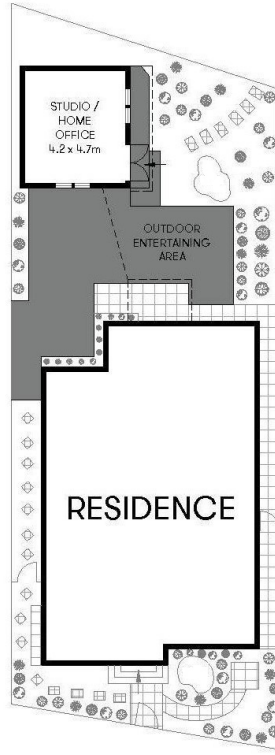 STUDIO /
HOME
OFFICE
4.2 x 4.7m
OUTDOOR
ENTERTAINING
AREA
RESIDENCE